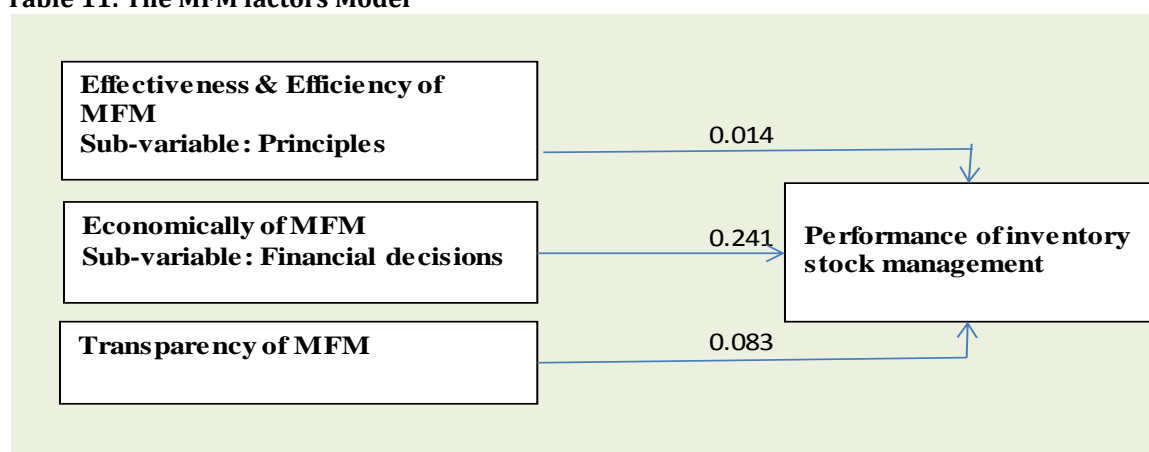 Table 11: The MFM factors Model
Effectiveness & Efficiency of
MFM
Sub-variable: Principles
0.014
Economically of MFM
Sub-variable: Financial decisions
0.241
Performance of inventory
stock management
Transparency of MFM
0.083